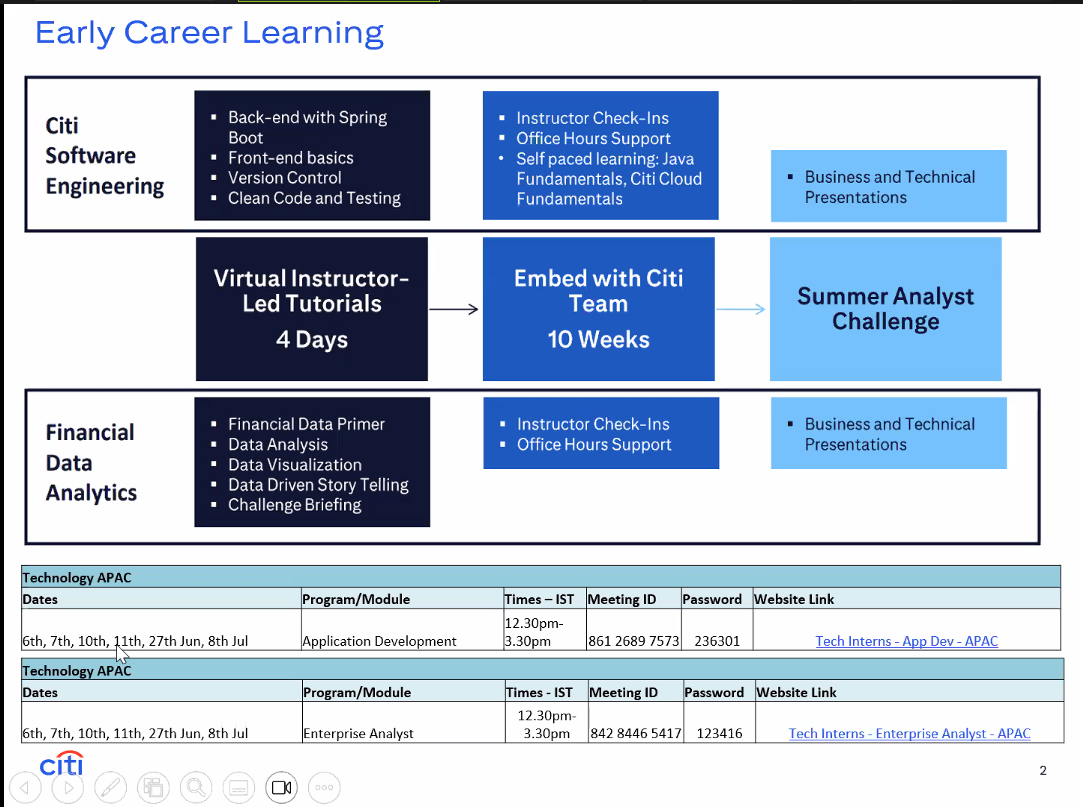 Early Career Learning
Citi
Software
Engineering
▪ Back-end with Spring
Boot
▪ Front-end basics
▪ Version Control
▪ Clean Code and Testing
▪ Instructor Check-Ins
▪ Office Hours Support
• Self paced learning: Java
Fundamentals, Citi Cloud
Fundamentals
▪ Business and Technical
Presentations
Virtual Instructor-
Led Tutorials
4 Days
Embed with Citi
Team
10 Weeks
Summer Analyst
Challenge
Financial
Data
Analytics
▪ Financial Data Primer
▪ Data Analysis
▪ Data Visualization
▪ Data Driven Story Telling
▪ Challenge Briefing
▪ Instructor Check-Ins
▪ Office Hours Support
▪ Business and Technical
Presentations
Technology APAC
Dates Program/Module Times – IST Meeting ID Password Website Link
12.30pm-
6th, 7th, 10th, 11th, 27th Jun, 8th Jul Application Development 3.30pm 861 2689 7573 236301 Tech Interns - App Dev - APAC
Technology APAC
Dates Program/Module Times - IST Meeting ID Password Website Link
12.30pm-
6th, 7th, 10th, 11th, 27th Jun, 8th Jul Enterprise Analyst 3.30pm 842 8446 5417 123416 Tech Interns - Enterprise Analyst - APAC
citi
2